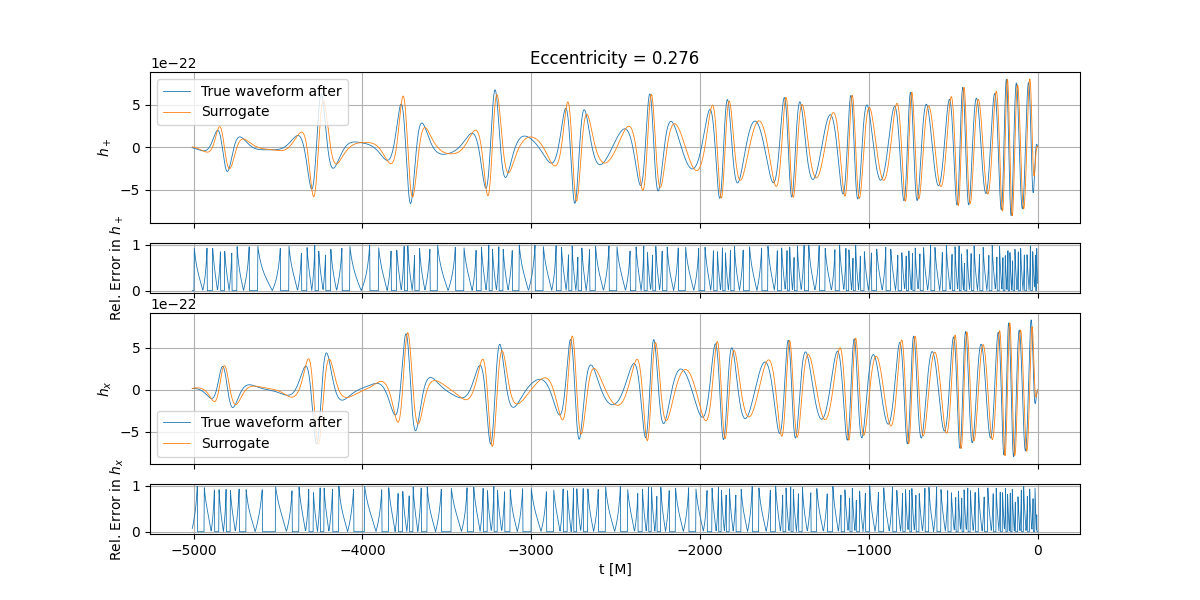 Eccentricity = 0.276
1e−22
5
0
−5
h+
True waveform after
Surrogate
1
0
Rel. Error in h+
1e−22
5
0
−5
hx
True waveform after
Surrogate
1
0
Rel. Error in hx
−5000 −4000 −3000 −2000 −1000 0
t [M]